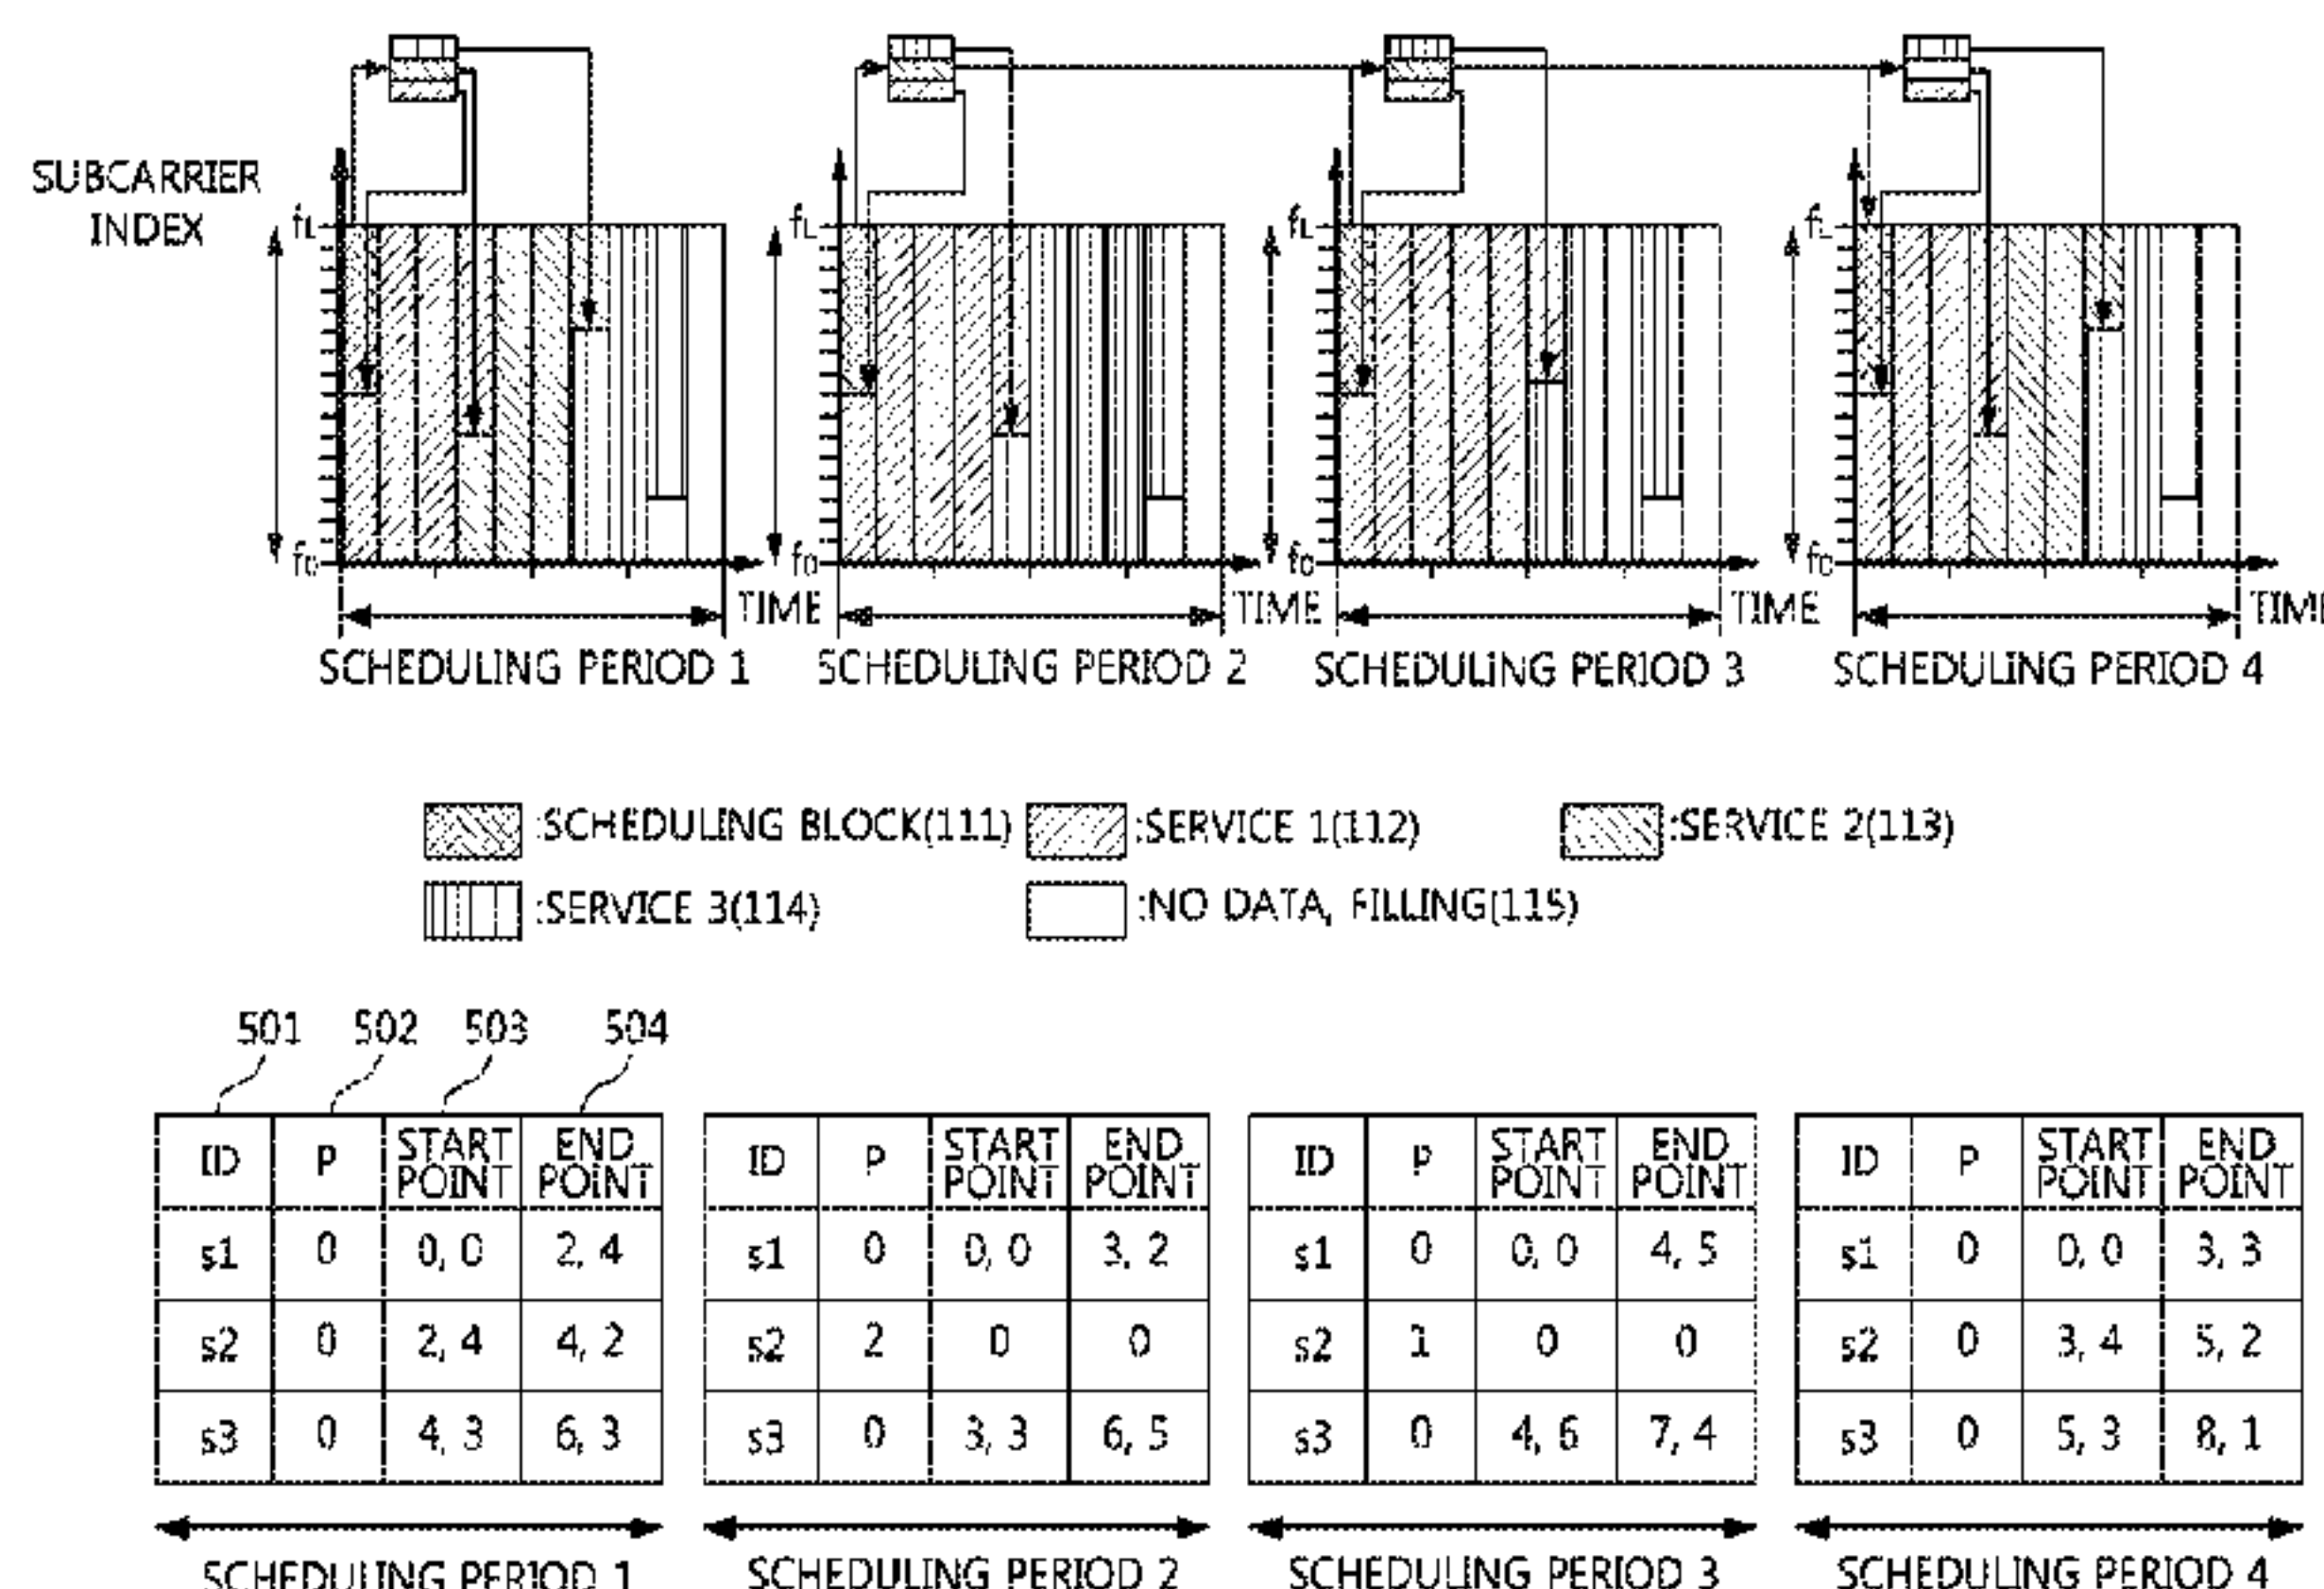 SUBCARRIER
INDEX
fL fL fL fL
f0 f0 f0 f0
TIME TIME TIME TIME
SCHEDULING PERIOD 1 SCHEDULING PERIOD 2 SCHEDULING PERIOD 3 SCHEDULING PERIOD 4
:SCHEDULING BLOCK(111) :SERVICE 1(112) :SERVICE 2(113)
:SERVICE 3(114) :NO DATA, FILLING(115)
501 502 503 504
ID P START POINT END POINT ID P START POINT END POINT ID P START POINT END POINT ID P START POINT END POINT
s1 0 0, 0 2, 4 s1 0 0, 0 3, 2 s1 0 0, 0 4, 5 s1 0 0, 0 3, 3
s2 0 2, 4 4, 2 s2 2 0 0 s2 1 0 0 s2 0 3, 4 5, 2
s3 0 4, 3 6, 3 s3 0 3, 3 6, 5 s3 0 4, 6 7, 4 s3 0 5, 3 8, 1
SCHEDULING PERIOD 1 SCHEDULING PERIOD 2 SCHEDULING PERIOD 3 SCHEDULING PERIOD 4